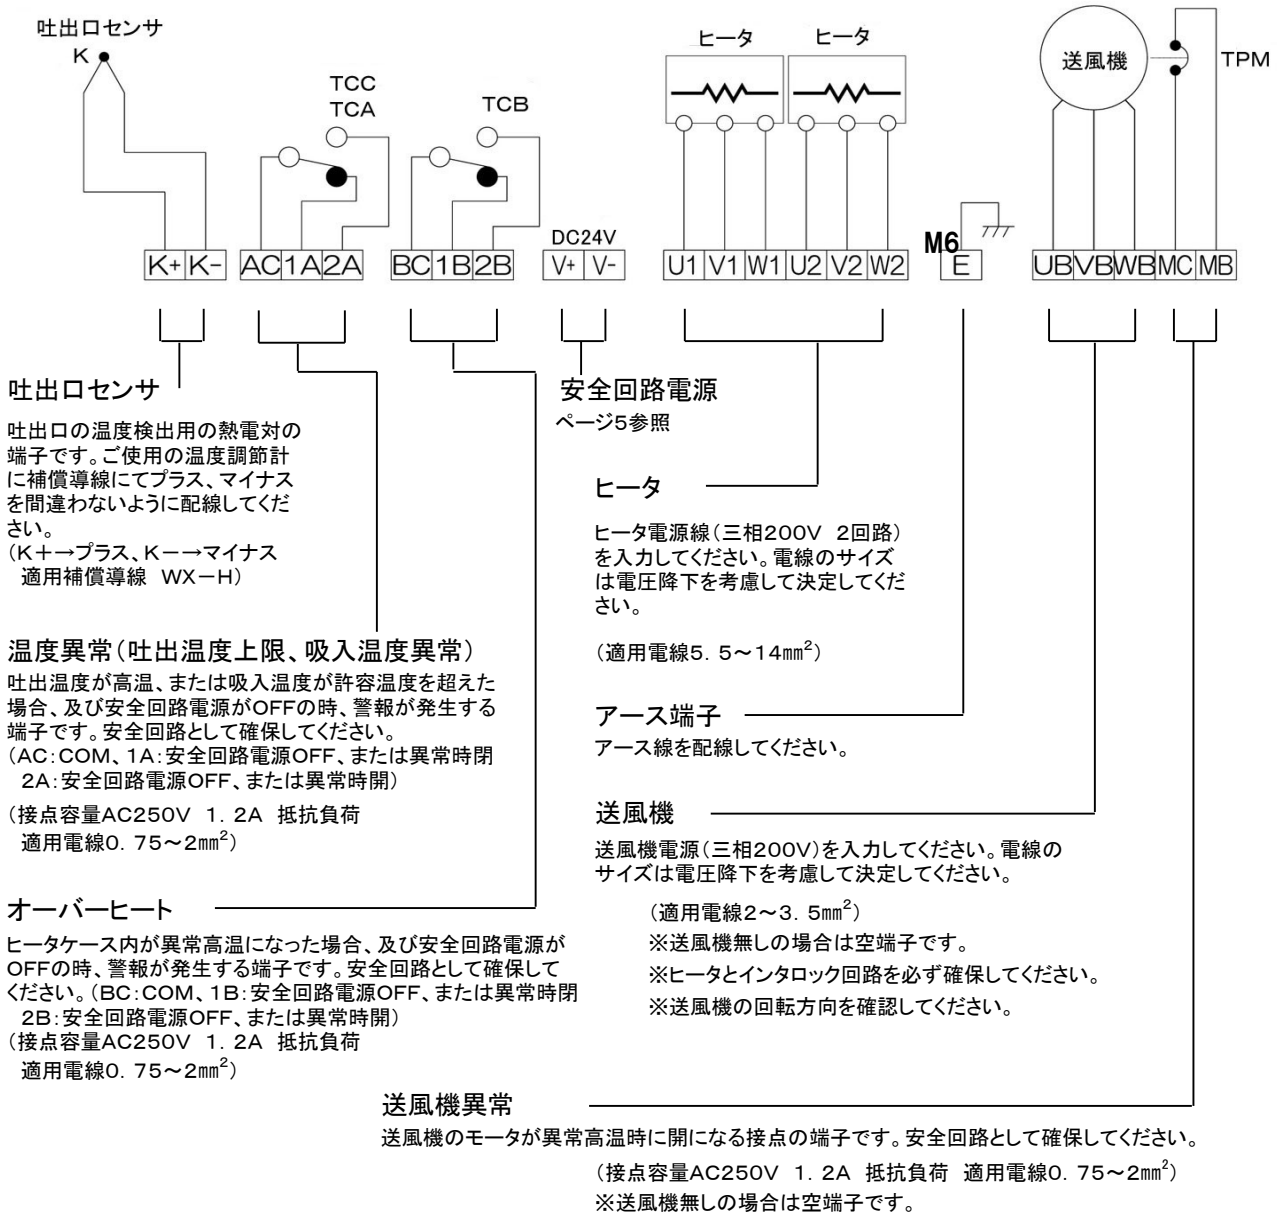 吐出口センサ
K
TCC
TCA
TCB
ヒータ
ヒータ
送風機
TPM
DC24V
M6
K+ K-
AC 1A 2A
BC 1B 2B
V+ V-
U1 V1 W1 U2 V2 W2
E
UB VB WB MC MB
吐出口センサ
吐出口の温度検出用の熱電対の
端子です。ご使用の温度調節計
に補償導線にてプラス、マイナス
を間違わないように配線してくだ
さい。
(K+→プラス、K-→マイナス
適用補償導線 WX-H)
温度異常(吐出温度上限、吸入温度異常)
吐出温度が高温、または吸入温度が許容温度を超えた
場合、及び安全回路電源がOFFの時、警報が発生する
端子です。安全回路として確保してください。
(AC:COM、1A:安全回路電源OFF、または異常時閉
2A:安全回路電源OFF、または異常時開)
(接点容量AC250V 1.2A 抵抗負荷
適用電線0.75~2㎜²)
オーバーヒート
ヒータケース内が異常高温になった場合、及び安全回路電源が
OFFの時、警報が発生する端子です。安全回路として確保して
ください。(BC:COM、1B:安全回路電源OFF、または異常時閉
2B:安全回路電源OFF、または異常時開)
(接点容量AC250V 1.2A 抵抗負荷
適用電線0.75~2㎜²)
安全回路電源
ページ5参照
ヒータ
ヒータ電源線(三相200V 2回路)
を入力してください。電線のサイズ
は電圧降下を考慮して決定してくだ
さい。
(適用電線5.5~14㎜²)
アース端子
アース線を配線してください。
送風機
送風機電源(三相200V)を入力してください。電線の
サイズは電圧降下を考慮して決定してください。
(適用電線2~3.5㎜²)
※送風機無しの場合は空端子です。
※ヒータとインタロック回路を必ず確保してください。
※送風機の回転方向を確認してください。
送風機異常
送風機のモータが異常高温時に開になる接点の端子です。安全回路として確保してください。
(接点容量AC250V 1.2A 抵抗負荷 適用電線0.75~2㎜²)
※送風機無しの場合は空端子です。